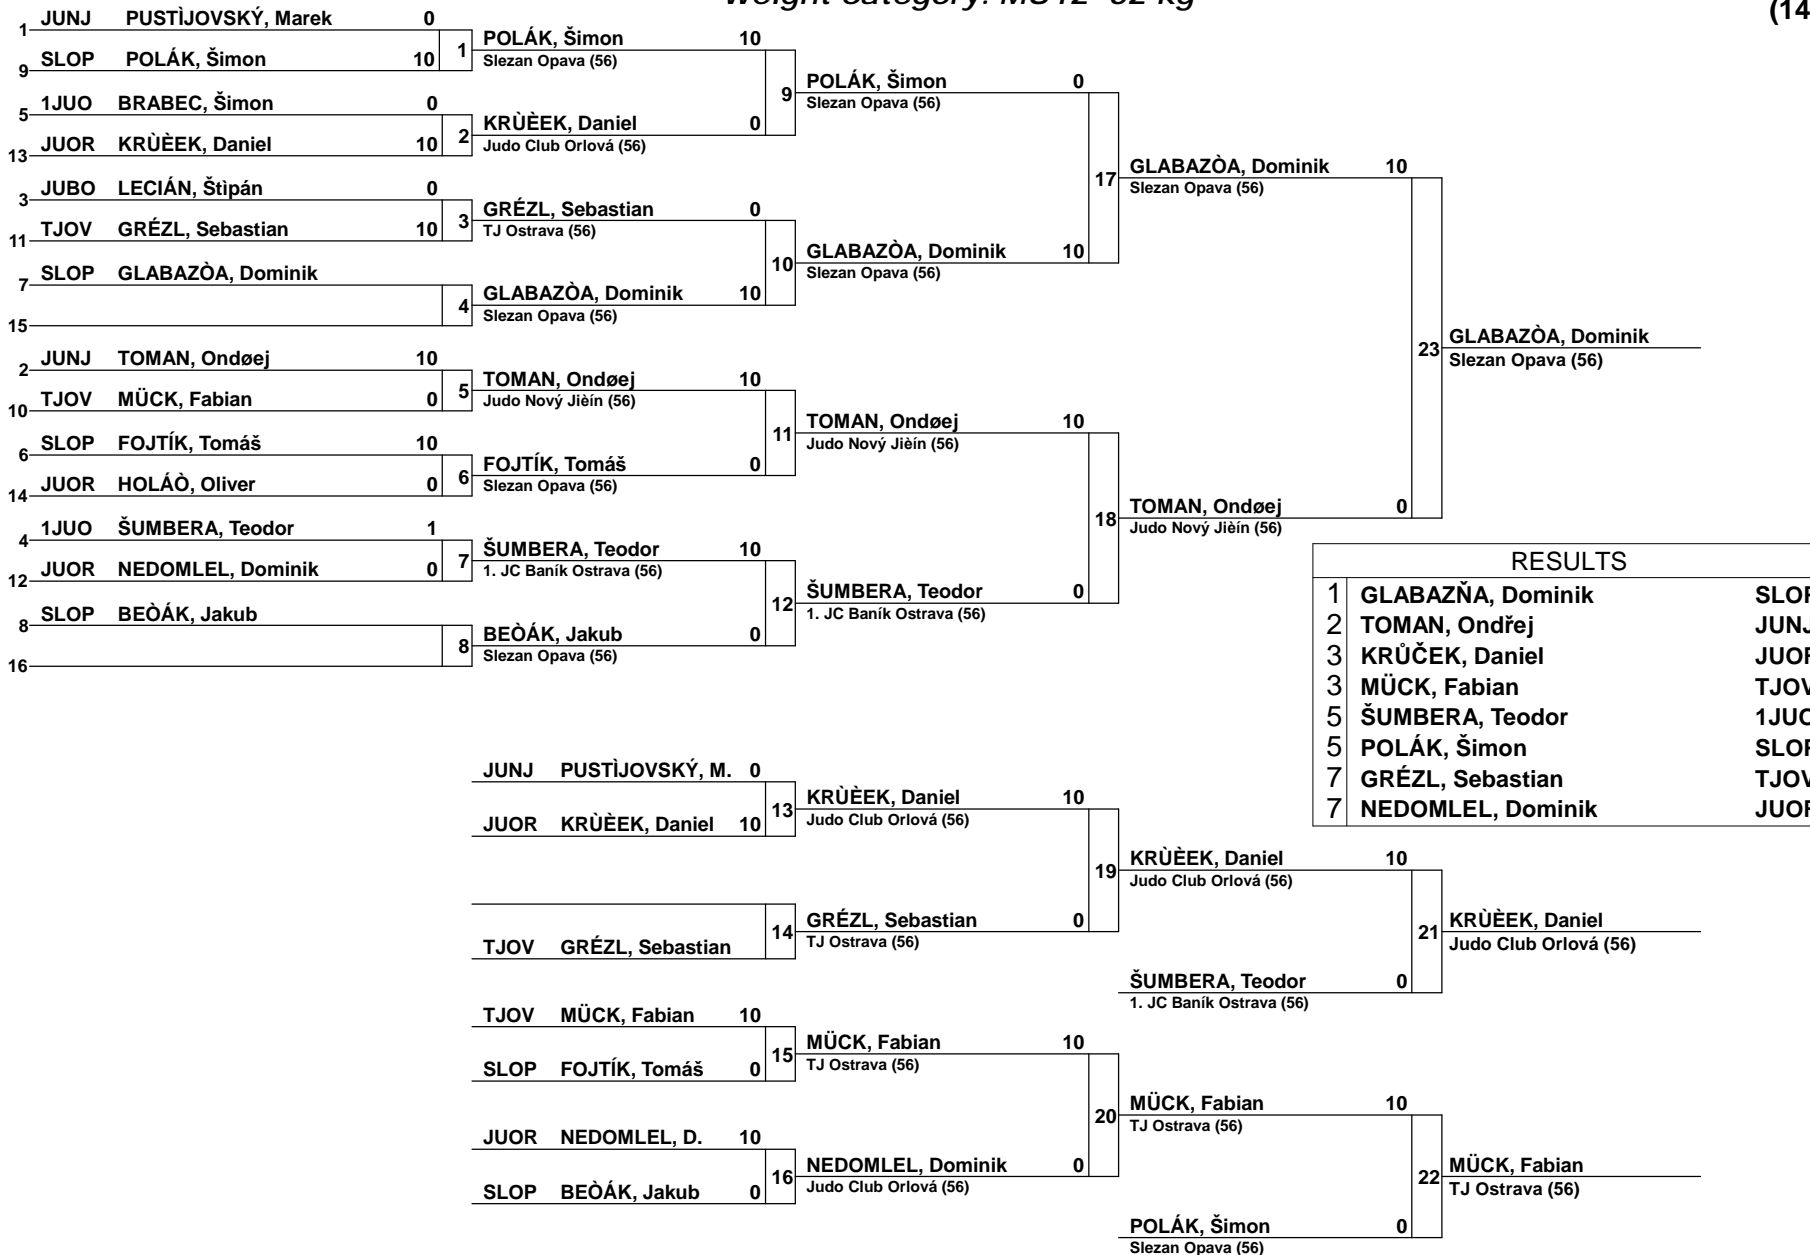 (14
1 JUNJ PUSTÌJOVSKÝ, Marek 0
9 SLOP POLÁK, Šimon 10
1 POLÁK, Šimon 10
Slezan Opava (56)
5 1JUO BRABEC, Šimon 0
13 JUOR KRÙÈEK, Daniel 10
2 KRÙÈEK, Daniel 0
Judo Club Orlová (56)
9 POLÁK, Šimon 0
Slezan Opava (56)
3 JUBO LECIÁN, Štìpán 0
11 TJOV GRÉZL, Sebastian 10
3 GRÉZL, Sebastian 0
TJ Ostrava (56)
7 SLOP GLABAZÒA, Dominik
15
4 GLABAZÒA, Dominik 10
Slezan Opava (56)
10 GLABAZÒA, Dominik 10
Slezan Opava (56)
17 GLABAZÒA, Dominik 10
Slezan Opava (56)
2 JUNJ TOMAN, Ondøej 10
10 TJOV MÜCK, Fabian 0
5 TOMAN, Ondøej 10
Judo Nový Jièín (56)
6 SLOP FOJTÍK, Tomáš 10
14 JUOR HOLÁÒ, Oliver 0
6 FOJTÍK, Tomáš 0
Slezan Opava (56)
11 TOMAN, Ondøej 10
Judo Nový Jièín (56)
4 1JUO ŠUMBERA, Teodor 1
12 JUOR NEDOMLEL, Dominik 0
7 ŠUMBERA, Teodor 10
1. JC Baník Ostrava (56)
8 SLOP BEÒÁK, Jakub
16
8 BEÒÁK, Jakub 0
Slezan Opava (56)
12 ŠUMBERA, Teodor 0
1. JC Baník Ostrava (56)
18 TOMAN, Ondøej 0
Judo Nový Jièín (56)
23 GLABAZÒA, Dominik
Slezan Opava (56)
RESULTS
1 GLABAZŇA, Dominik
2 TOMAN, Ondřej JUNJ
3 KRŮČEK, Daniel
3 MÜCK, Fabian TJOV
5 ŠUMBERA, Teodor
5 POLÁK, Šimon
7 GRÉZL, Sebastian TJOV
7 NEDOMLEL, Dominik
JUNJ PUSTÌJOVSKÝ, M. 0
JUOR KRÙÈEK, Daniel 10
13 KRÙÈEK, Daniel 10
Judo Club Orlová (56)
TJOV GRÉZL, Sebastian
14 GRÉZL, Sebastian 0
TJ Ostrava (56)
19 KRÙÈEK, Daniel 10
Judo Club Orlová (56)
ŠUMBERA, Teodor 0
1. JC Baník Ostrava (56)
21 KRÙÈEK, Daniel
Judo Club Orlová (56)
TJOV MÜCK, Fabian 10
SLOP FOJTÍK, Tomáš 0
15 MÜCK, Fabian 10
TJ Ostrava (56)
JUOR NEDOMLEL, D. 10
SLOP BEÒÁK, Jakub 0
16 NEDOMLEL, Dominik 0
Judo Club Orlová (56)
20 MÜCK, Fabian 10
TJ Ostrava (56)
POLÁK, Šimon 0
Slezan Opava (56)
22 MÜCK, Fabian
TJ Ostrava (56)